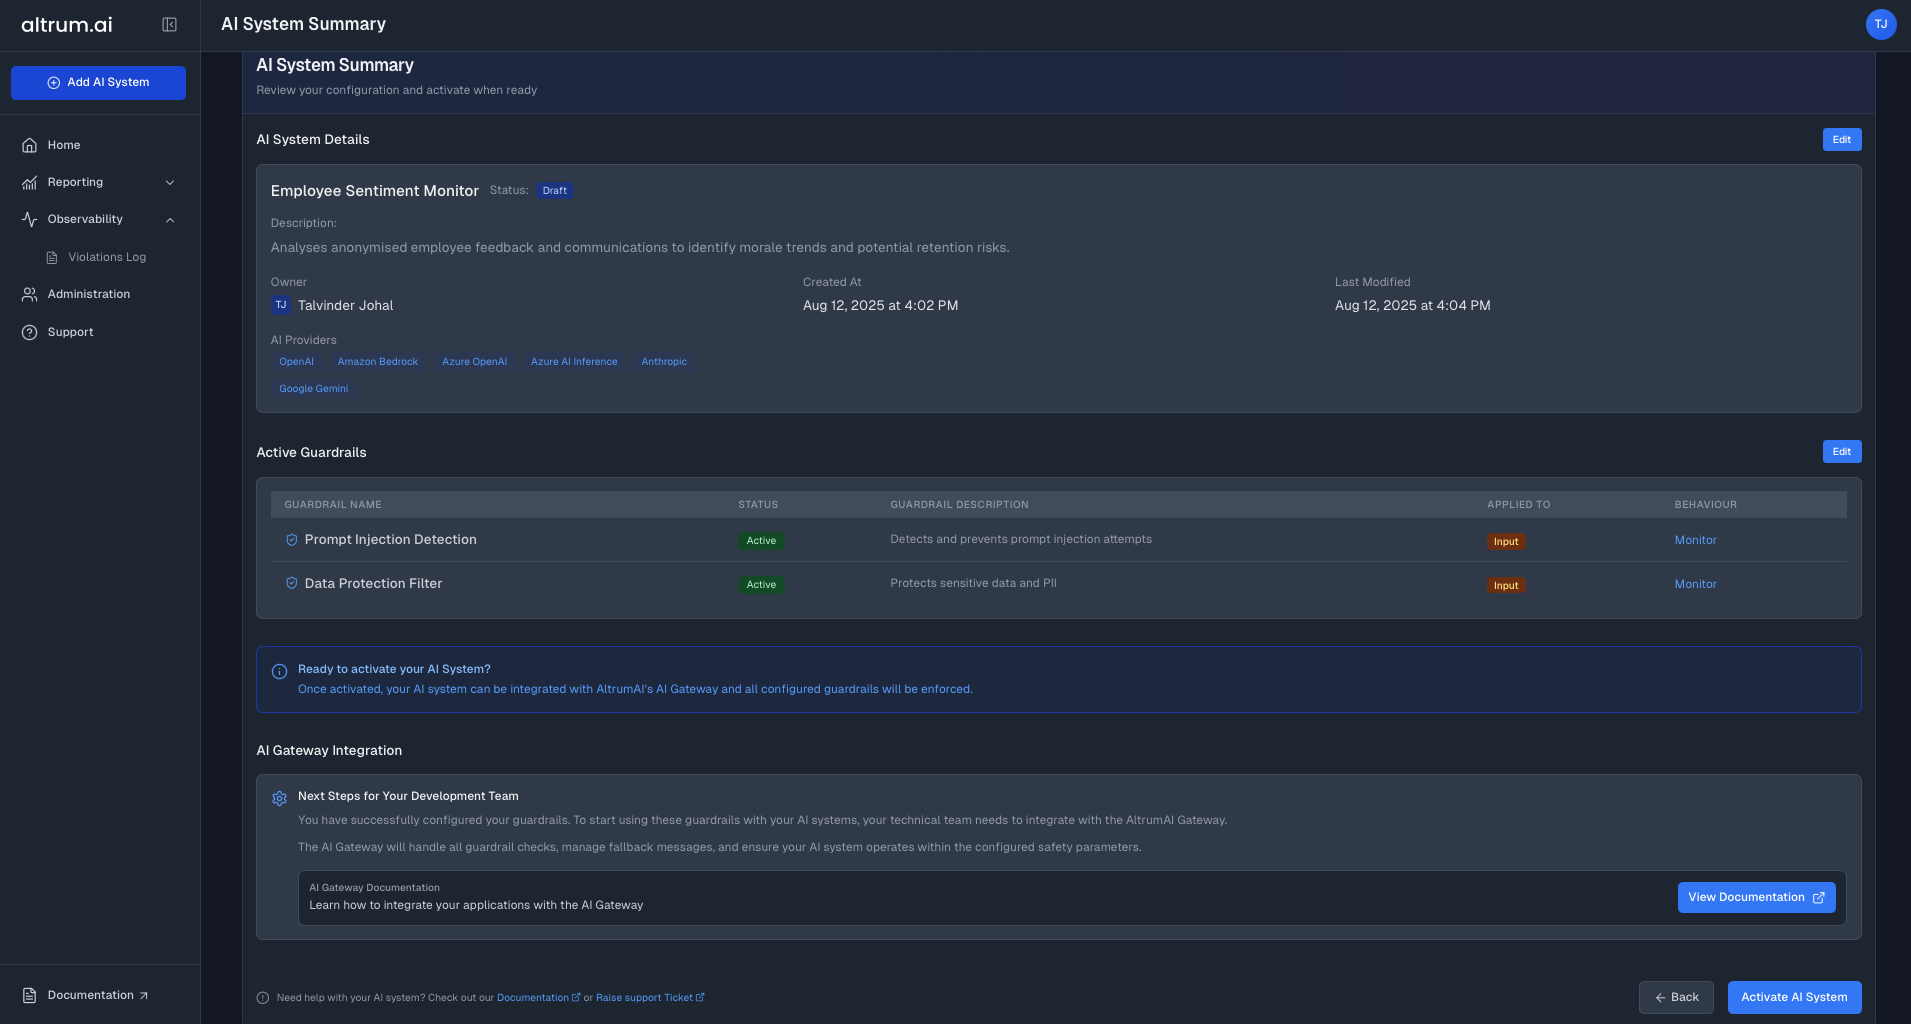 altrum.ai
AI System Summary
TJ
Add AI System
Home
Reporting
Observability
Violations Log
Administration
Support
Documentation
AI System Summary
Review your configuration and activate when ready
AI System Details
Edit
Employee Sentiment Monitor Status: Draft
Description:
Analyses anonymised employee feedback and communications to identify morale trends and potential retention risks.
Owner Created At Last Modified
TJ Talvinder Johal Aug 12, 2025 at 4:02 PM Aug 12, 2025 at 4:04 PM
AI Providers
OpenAI Amazon Bedrock Azure OpenAI Azure AI Inference Anthropic
Google Gemini
Active Guardrails
Edit
GUARDRAIL NAME STATUS GUARDRAIL DESCRIPTION APPLIED TO BEHAVIOUR
Prompt Injection Detection Active Detects and prevents prompt injection attempts Input Monitor
Data Protection Filter Active Protects sensitive data and PII Input Monitor
Ready to activate your AI System?
Once activated, your AI system can be integrated with AltrumAI's AI Gateway and all configured guardrails will be enforced.
AI Gateway Integration
Next Steps for Your Development Team
You have successfully configured your guardrails. To start using these guardrails with your AI systems, your technical team needs to integrate with the AltrumAI Gateway.
The AI Gateway will handle all guardrail checks, manage fallback messages, and ensure your AI system operates within the configured safety parameters.
AI Gateway Documentation
Learn how to integrate your applications with the AI Gateway
View Documentation
Need help with your AI system? Check out our Documentation or Raise support Ticket
Back
Activate AI System